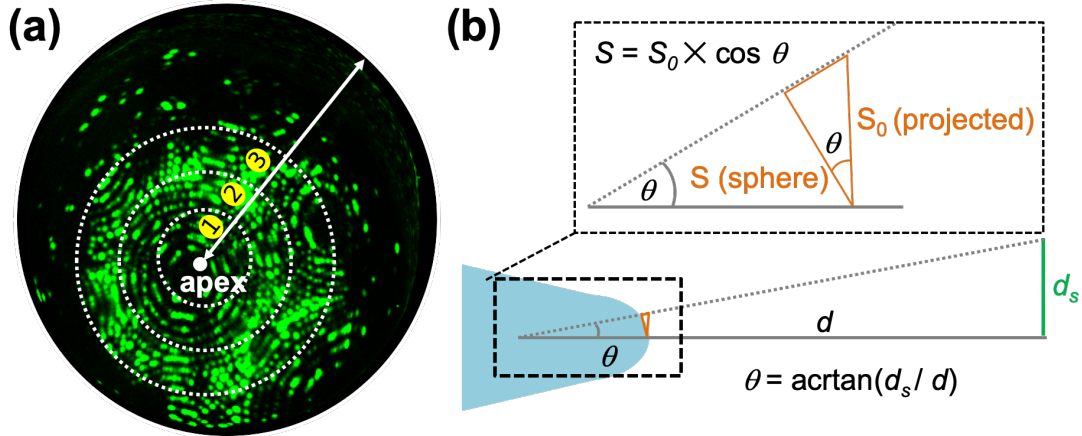 (a)
3
2
1
apex
(b)
S = S₀ × cos θ
S₀ (projected)
θ
S (sphere)
θ
dₛ
d
θ
θ = acrtan(dₛ/ d)